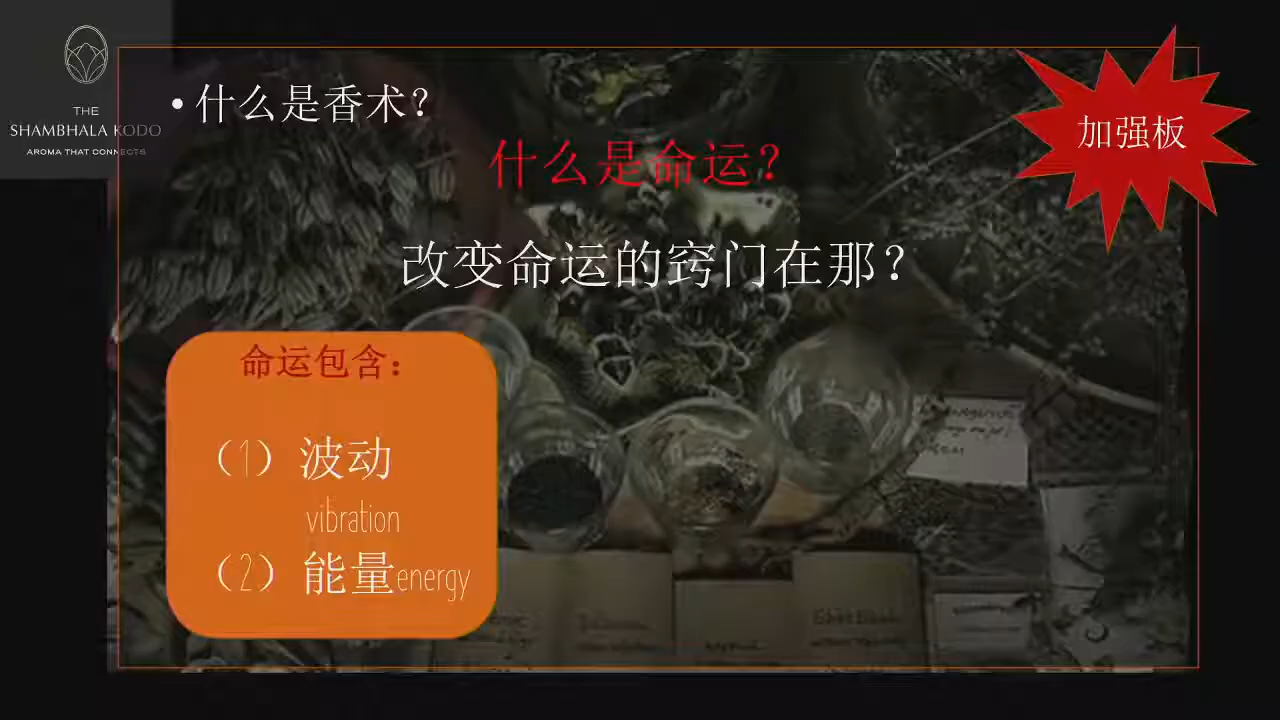 THE
SHAMBHALA KODO
AROMA THAT CONNECTS
• 什么是香术？
加强板
什么是命运？
改变命运的窍门在那？
命运包含：
（1）波动
vibration
（2）能量energy